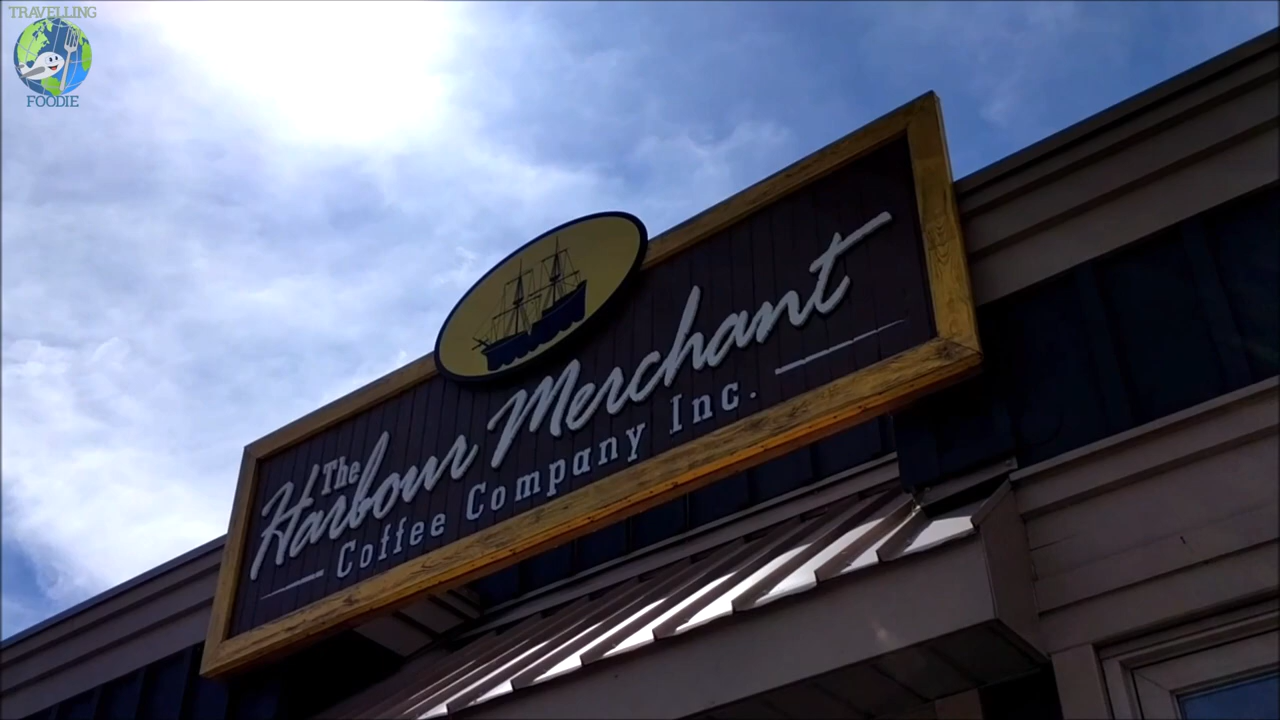 TRAVELLING
FOODIE
The
Harbour Merchant
Coffee Company Inc.